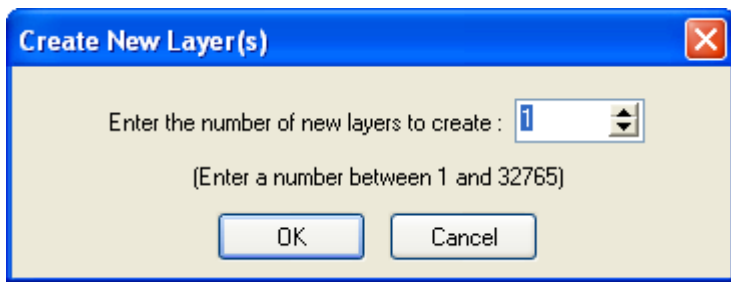 Create New Layer(s)
Enter the number of new layers to create : 1
(Enter a number between 1 and 32765)
OK Cancel